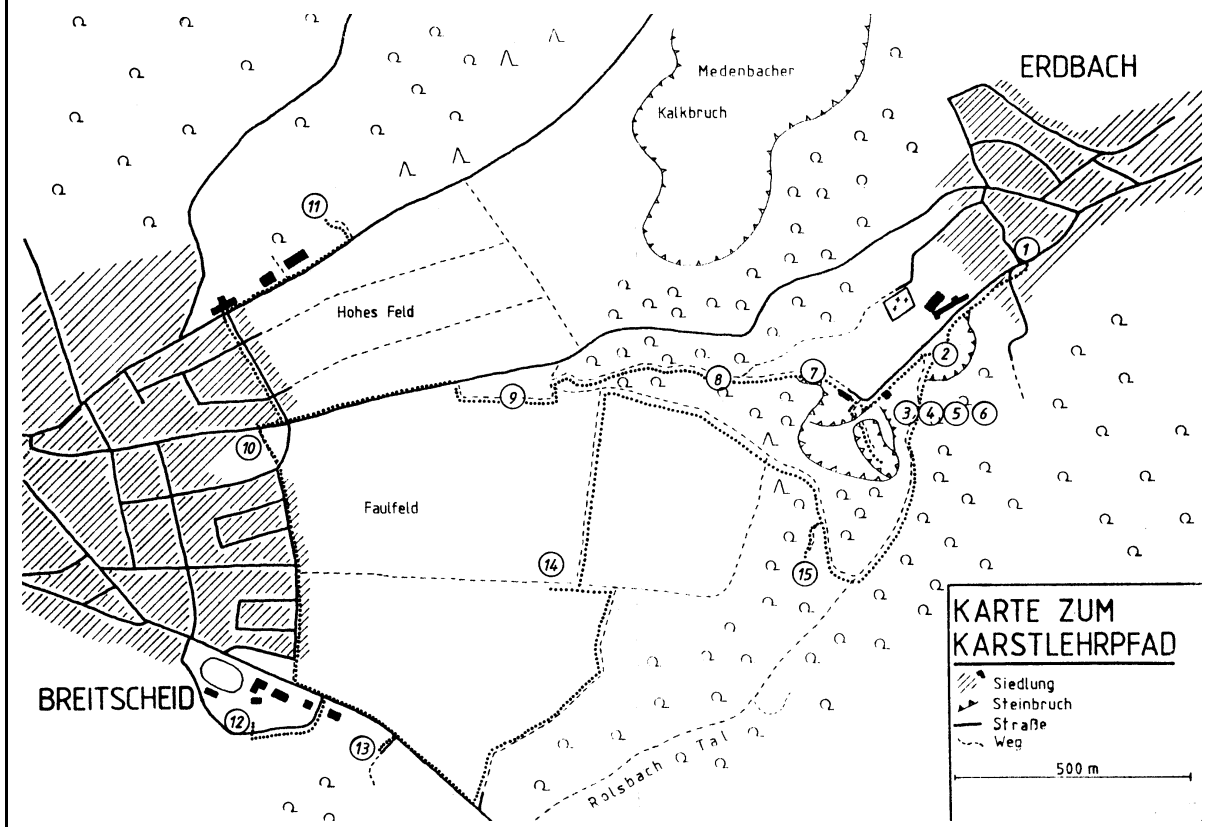 Medenbacher
Kalkbruch
ERDBACH
11
1
Hohes Feld
2
7
8
9
3 4 5 6
10
Faulfeld
14
15
BREITSCHEID
12
13
Rolsbach Tal
KARTE ZUM
KARSTLEHRPFAD
Siedlung
Steinbruch
Straße
Weg
500 m